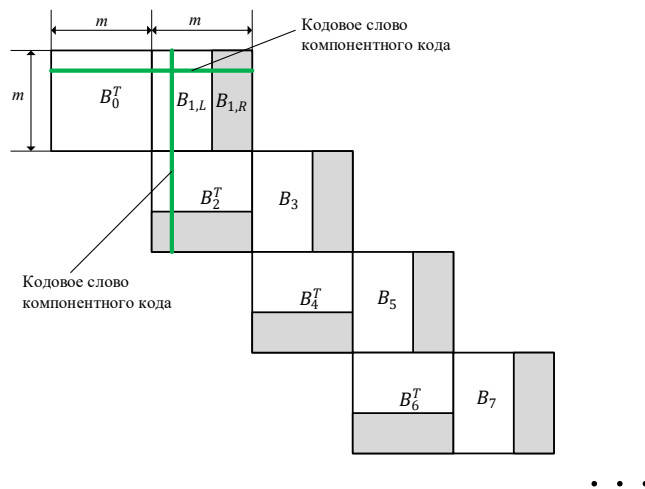 m m
Кодовое слово
компонентного кода
m
B_0^T B_{1,L} B_{1,R}
B_2^T B_3
Кодовое слово
компонентного кода
B_4^T B_5
B_6^T B_7
. . .